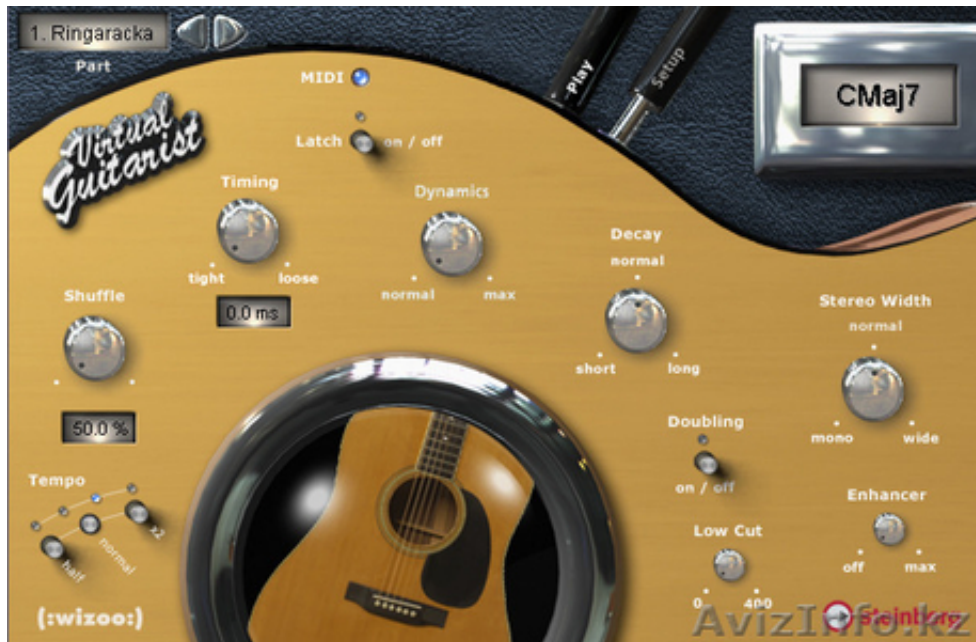 1. Ringaracka
Part
MIDI
Play
Setup
CMaj7
Virtual
Guitarist
Latch
on / off
Timing
tight
loose
0.0 ms
Dynamics
normal
max
Decay
normal
short
long
Shuffle
50.0 %
Stereo Width
normal
mono
wide
Doubling
on / off
Tempo
half
normal
x2
Enhancer
off
max
Low Cut
0
400
(:wizoo:)
steinberg
AvizInfo.kz